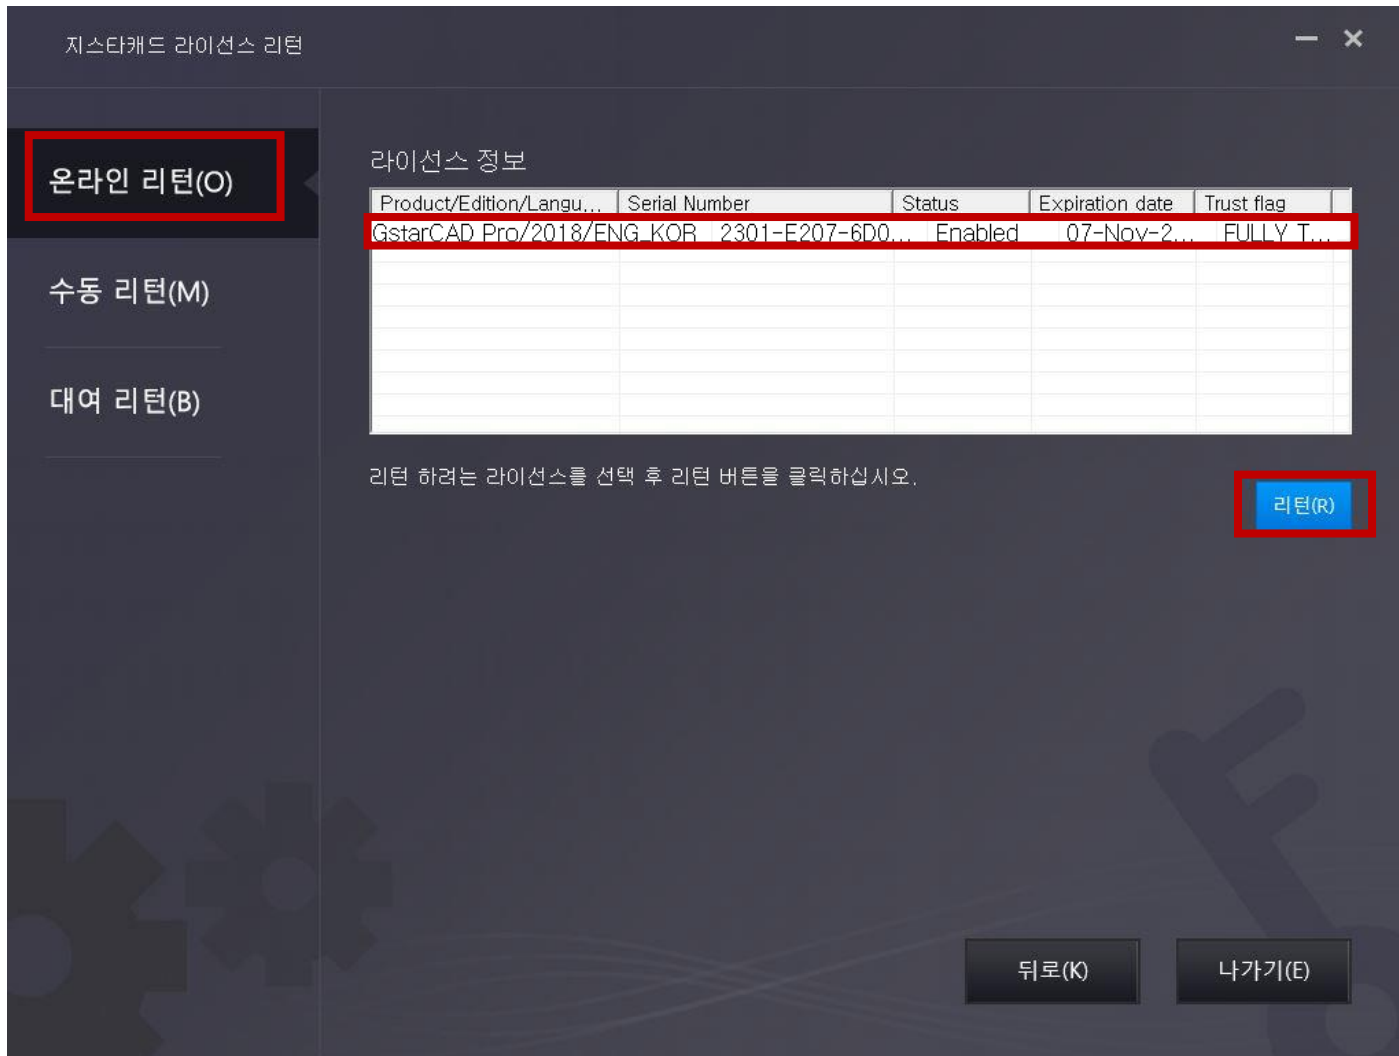 지스타캐드 라이선스 리턴
온라인 리턴(O)
수동 리턴(M)
대여 리턴(B)
라이선스 정보
Product/Edition/Langu... Serial Number Status Expiration date Trust flag
GstarCAD Pro/2018/ENG_KOR 2301-E207-6D0... Enabled 07-Nov-2... FULLY T...
리턴 하려는 라이선스를 선택 후 리턴 버튼을 클릭하십시오.
리턴(R)
뒤로(K) 나가기(E)